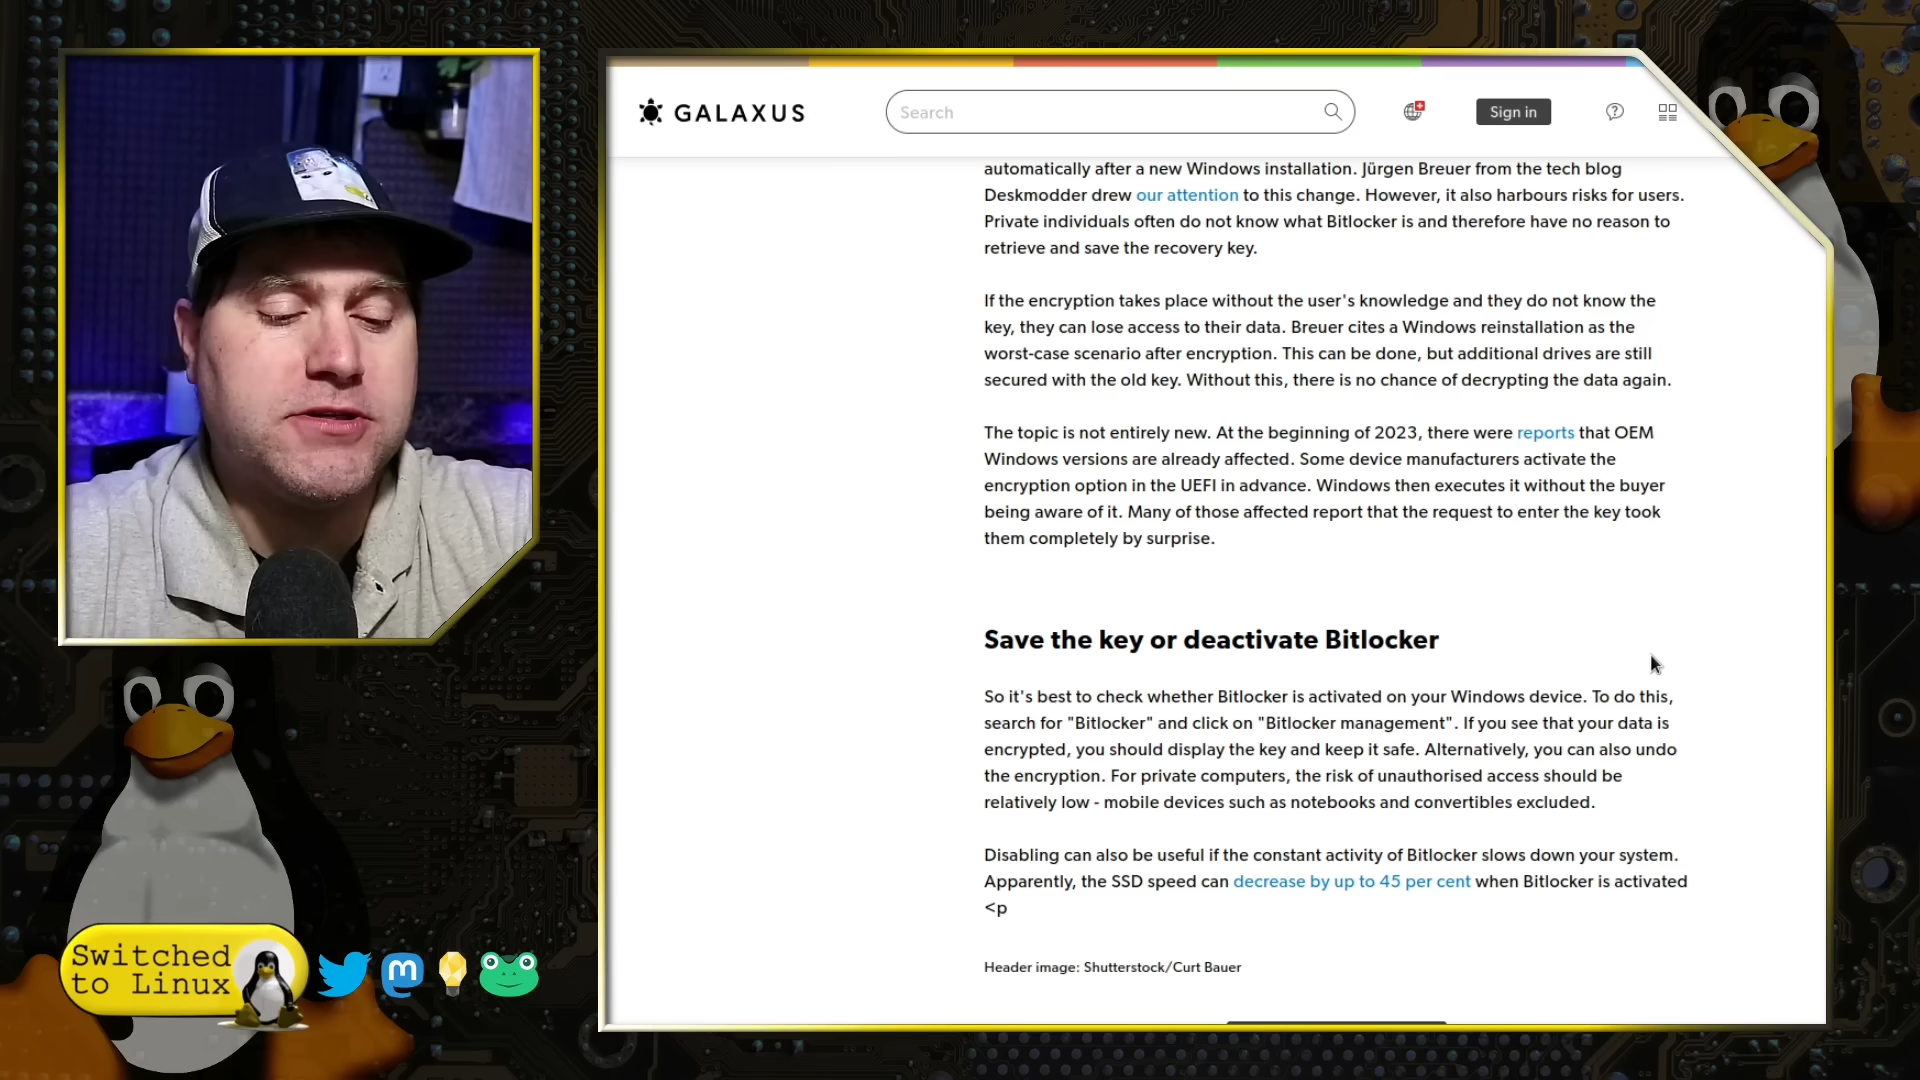 GALAXUS
Search
Sign in
automatically after a new Windows installation. Jürgen Breuer from the tech blog
Deskmodder drew our attention to this change. However, it also harbours risks for users.
Private individuals often do not know what Bitlocker is and therefore have no reason to
retrieve and save the recovery key.
If the encryption takes place without the user's knowledge and they do not know the
key, they can lose access to their data. Breuer cites a Windows reinstallation as the
worst-case scenario after encryption. This can be done, but additional drives are still
secured with the old key. Without this, there is no chance of decrypting the data again.
The topic is not entirely new. At the beginning of 2023, there were reports that OEM
Windows versions are already affected. Some device manufacturers activate the
encryption option in the UEFI in advance. Windows then executes it without the buyer
being aware of it. Many of those affected report that the request to enter the key took
them completely by surprise.
Save the key or deactivate Bitlocker
So it's best to check whether Bitlocker is activated on your Windows device. To do this,
search for "Bitlocker" and click on "Bitlocker management". If you see that your data is
encrypted, you should display the key and keep it safe. Alternatively, you can also undo
the encryption. For private computers, the risk of unauthorised access should be
relatively low - mobile devices such as notebooks and convertibles excluded.
Disabling can also be useful if the constant activity of Bitlocker slows down your system.
Apparently, the SSD speed can decrease by up to 45 per cent when Bitlocker is activated
<p
Header image: Shutterstock/Curt Bauer
Switched
to Linux
m